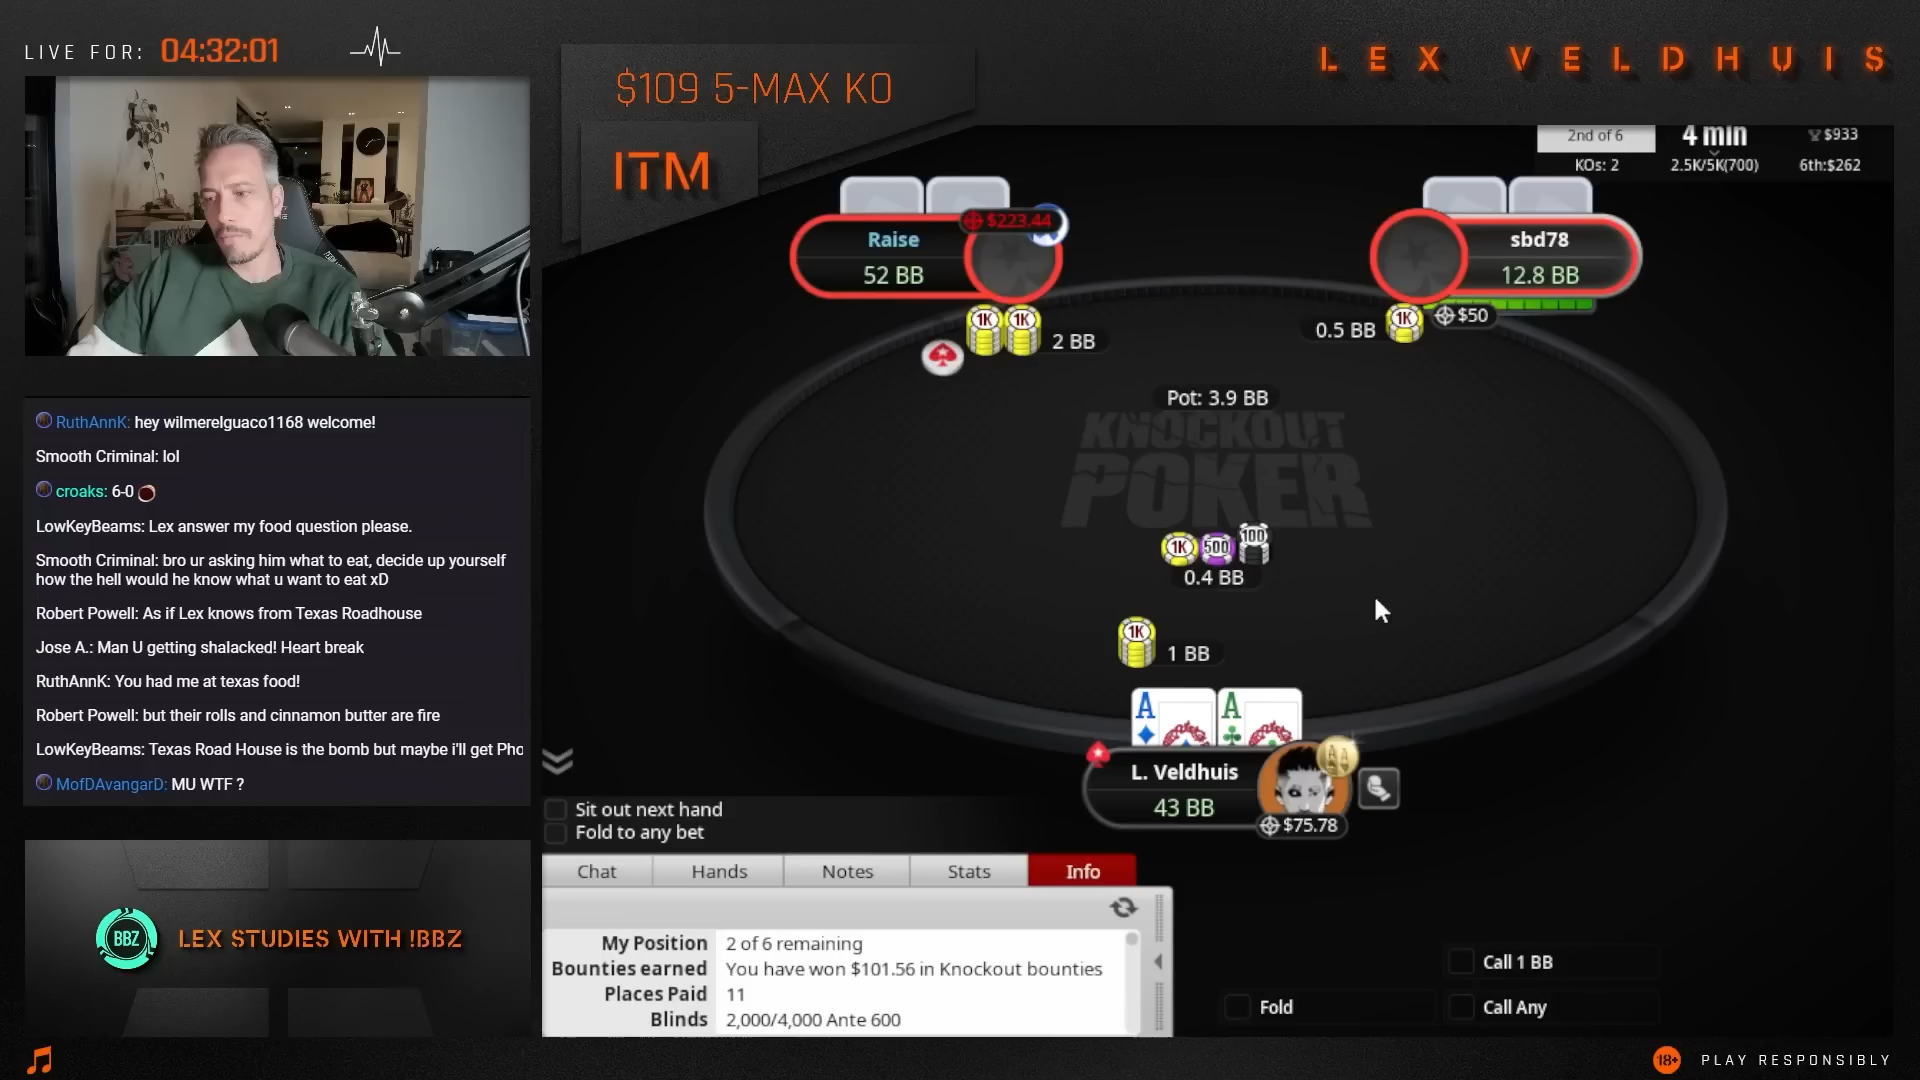 LIVE FOR: 04:32:01
$109 5-MAX KO
ITM
LEX VELDHUIS
2nd of 6
KOs: 2
4 min
2.5K/5K(700)
$933
6th:$262
$223.44
Raise
52 BB
sbd78
12.8 BB
1K 1K
2 BB
0.5 BB
1K
$50
Pot: 3.9 BB
KNOCKOUT
POKER
1K 500 100
0.4 BB
1K
1 BB
A A
L. Veldhuis
43 BB
$75.78
RuthAnnK: hey wilmerelguaco1168 welcome!
Smooth Criminal: lol
croaks: 6-0
LowKeyBeams: Lex answer my food question please.
Smooth Criminal: bro ur asking him what to eat, decide up yourself
how the hell would he know what u want to eat xD
Robert Powell: As if Lex knows from Texas Roadhouse
Jose A.: Man U getting shalacked! Heart break
RuthAnnK: You had me at texas food!
Robert Powell: but their rolls and cinnamon butter are fire
LowKeyBeams: Texas Road House is the bomb but maybe i'll get Pho
MofDAvangarD: MU WTF ?
BBZ
LEX STUDIES WITH !BBZ
Sit out next hand
Fold to any bet
Chat Hands Notes Stats Info
My Position 2 of 6 remaining
Bounties earned You have won $101.56 in Knockout bounties
Places Paid 11
Blinds 2,000/4,000 Ante 600
Call 1 BB
Fold
Call Any
18+ PLAY RESPONSIBLY